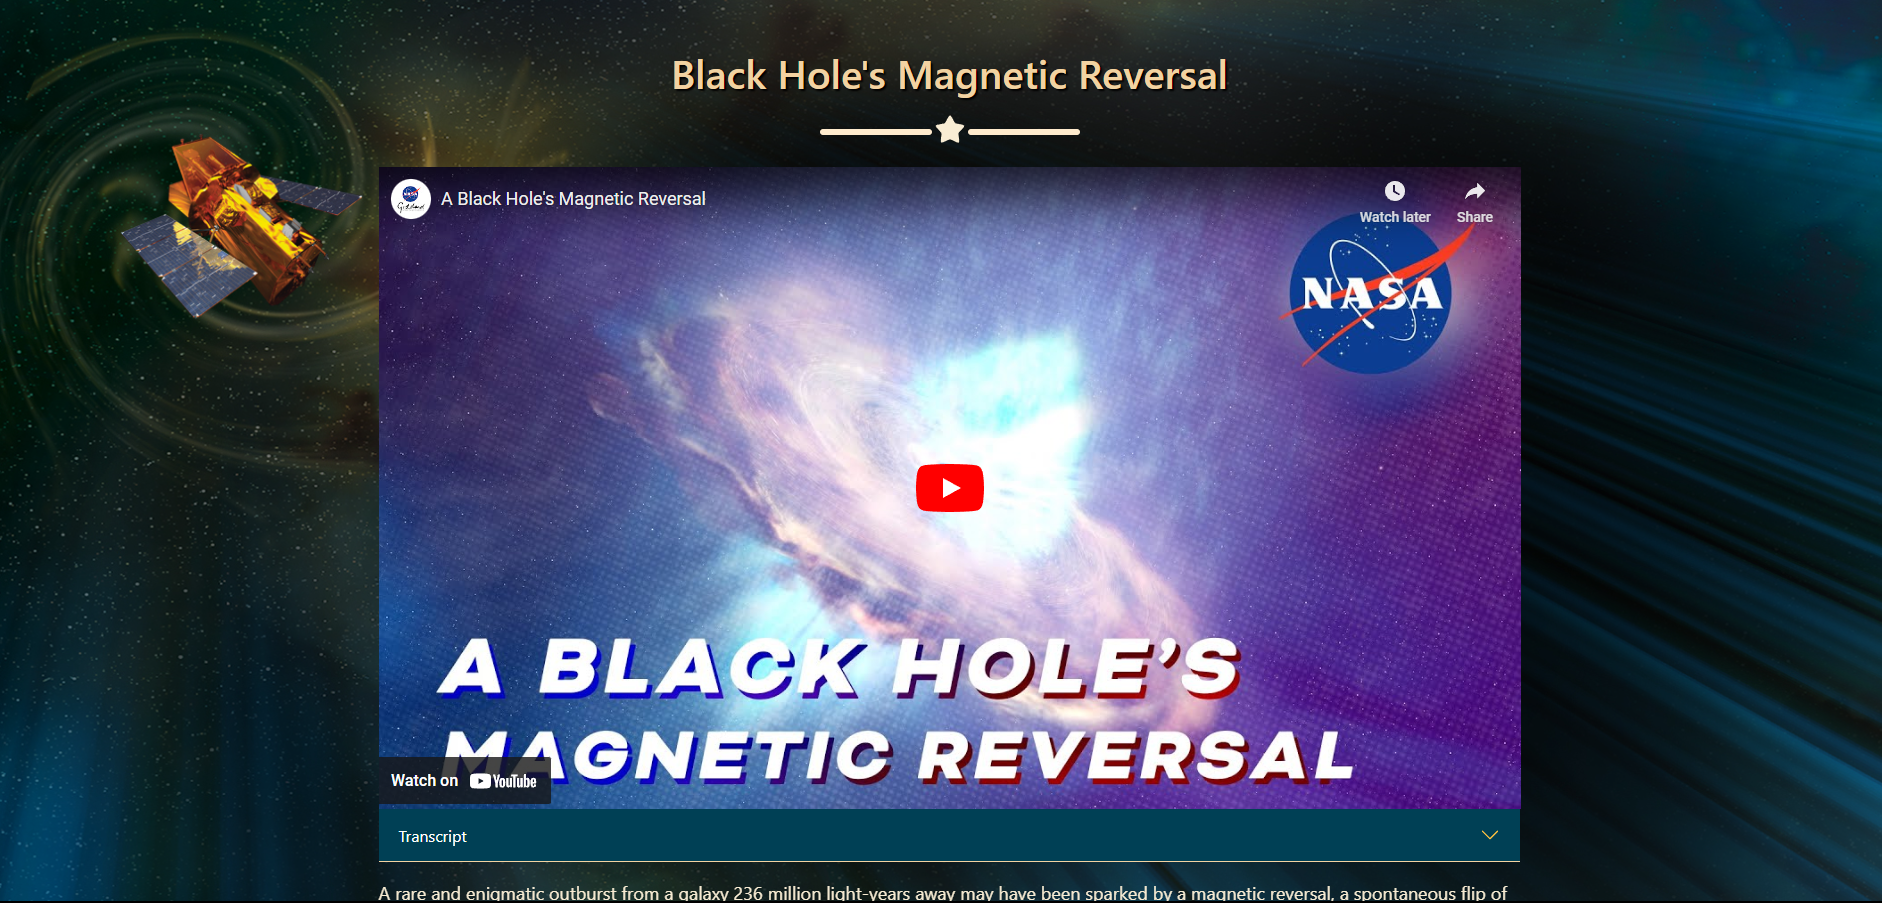 Black Hole's Magnetic Reversal
A Black Hole's Magnetic Reversal
Watch later
Share
NASA
A BLACK HOLE'S
MAGNETIC REVERSAL
Watch on YouTube
Transcript
A rare and enigmatic outburst from a galaxy 236 million light-years away may have been sparked by a magnetic reversal, a spontaneous flip of